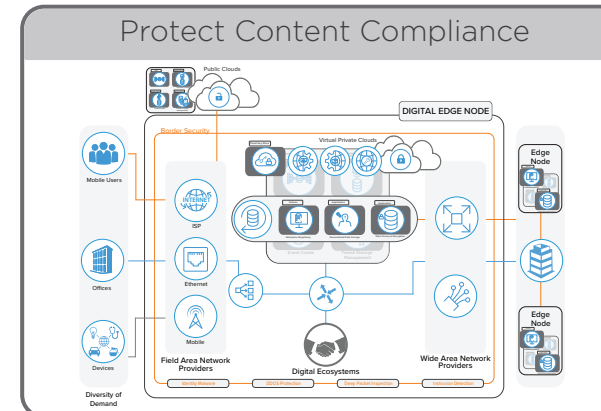 Protect Content Compliance
Public Clouds
DIGITAL EDGE NODE
Border Security
Virtual Private Clouds
Mobile Users
INTERNET
ISP
Offices
Ethernet
Devices
Mobile
Diversity of
Demand
Field Area Network
Providers
Digital Ecosystems
Wide Area Network
Providers
Identity Malware
DDOS Protection
Deep Packet Inspection
Intrusion Detection
Edge
Node
Edge
Node